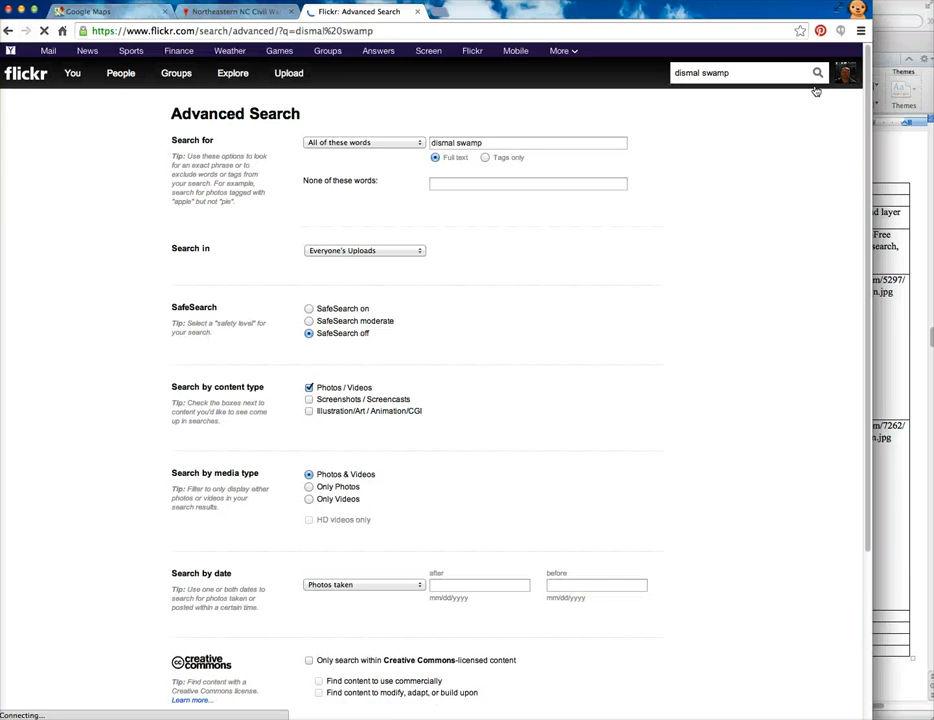 Google Maps
Northeastern NC Civil Wa
Flickr: Advanced Search
https://www.flickr.com/search/advanced/?q=dismal%20swamp
Y Mail News Sports Finance Weather Games Groups Answers Screen Flickr Mobile More
flickr You People Groups Explore Upload dismal swamp
Advanced Search
Search for
All of these words
dismal swamp
Full text Tags only
Tip: Use these options to look
for an exact phrase or to
exclude words or tags from
your search. For example,
search for photos tagged with
"apple" but not "pie".
None of these words:
Search in
Everyone's Uploads
SafeSearch
Tip: Select a "safety level" for
your search.
SafeSearch on
SafeSearch moderate
SafeSearch off
Search by content type
Tip: Check the boxes next to
content you'd like to see come
up in searches.
Photos / Videos
Screenshots / Screencasts
Illustration/Art / Animation/CGI
Search by media type
Tip: Filter to only display either
photos or videos in your
search results.
Photos & Videos
Only Photos
Only Videos
HD videos only
Search by date
Tip: Use one or both dates to
search for photos taken or
posted within a certain time.
Photos taken
after
mm/dd/yyyy
before
mm/dd/yyyy
cc creative
commons
Tip: Find content with a
Creative Commons license.
Learn more...
Only search within Creative Commons-licensed content
Find content to use commercially
Find content to modify, adapt, or build upon
Connecting...
Themes
Aa
Themes
d layer
Free
search,
m/5297/
n.jpg
m/7262/
n.jpg